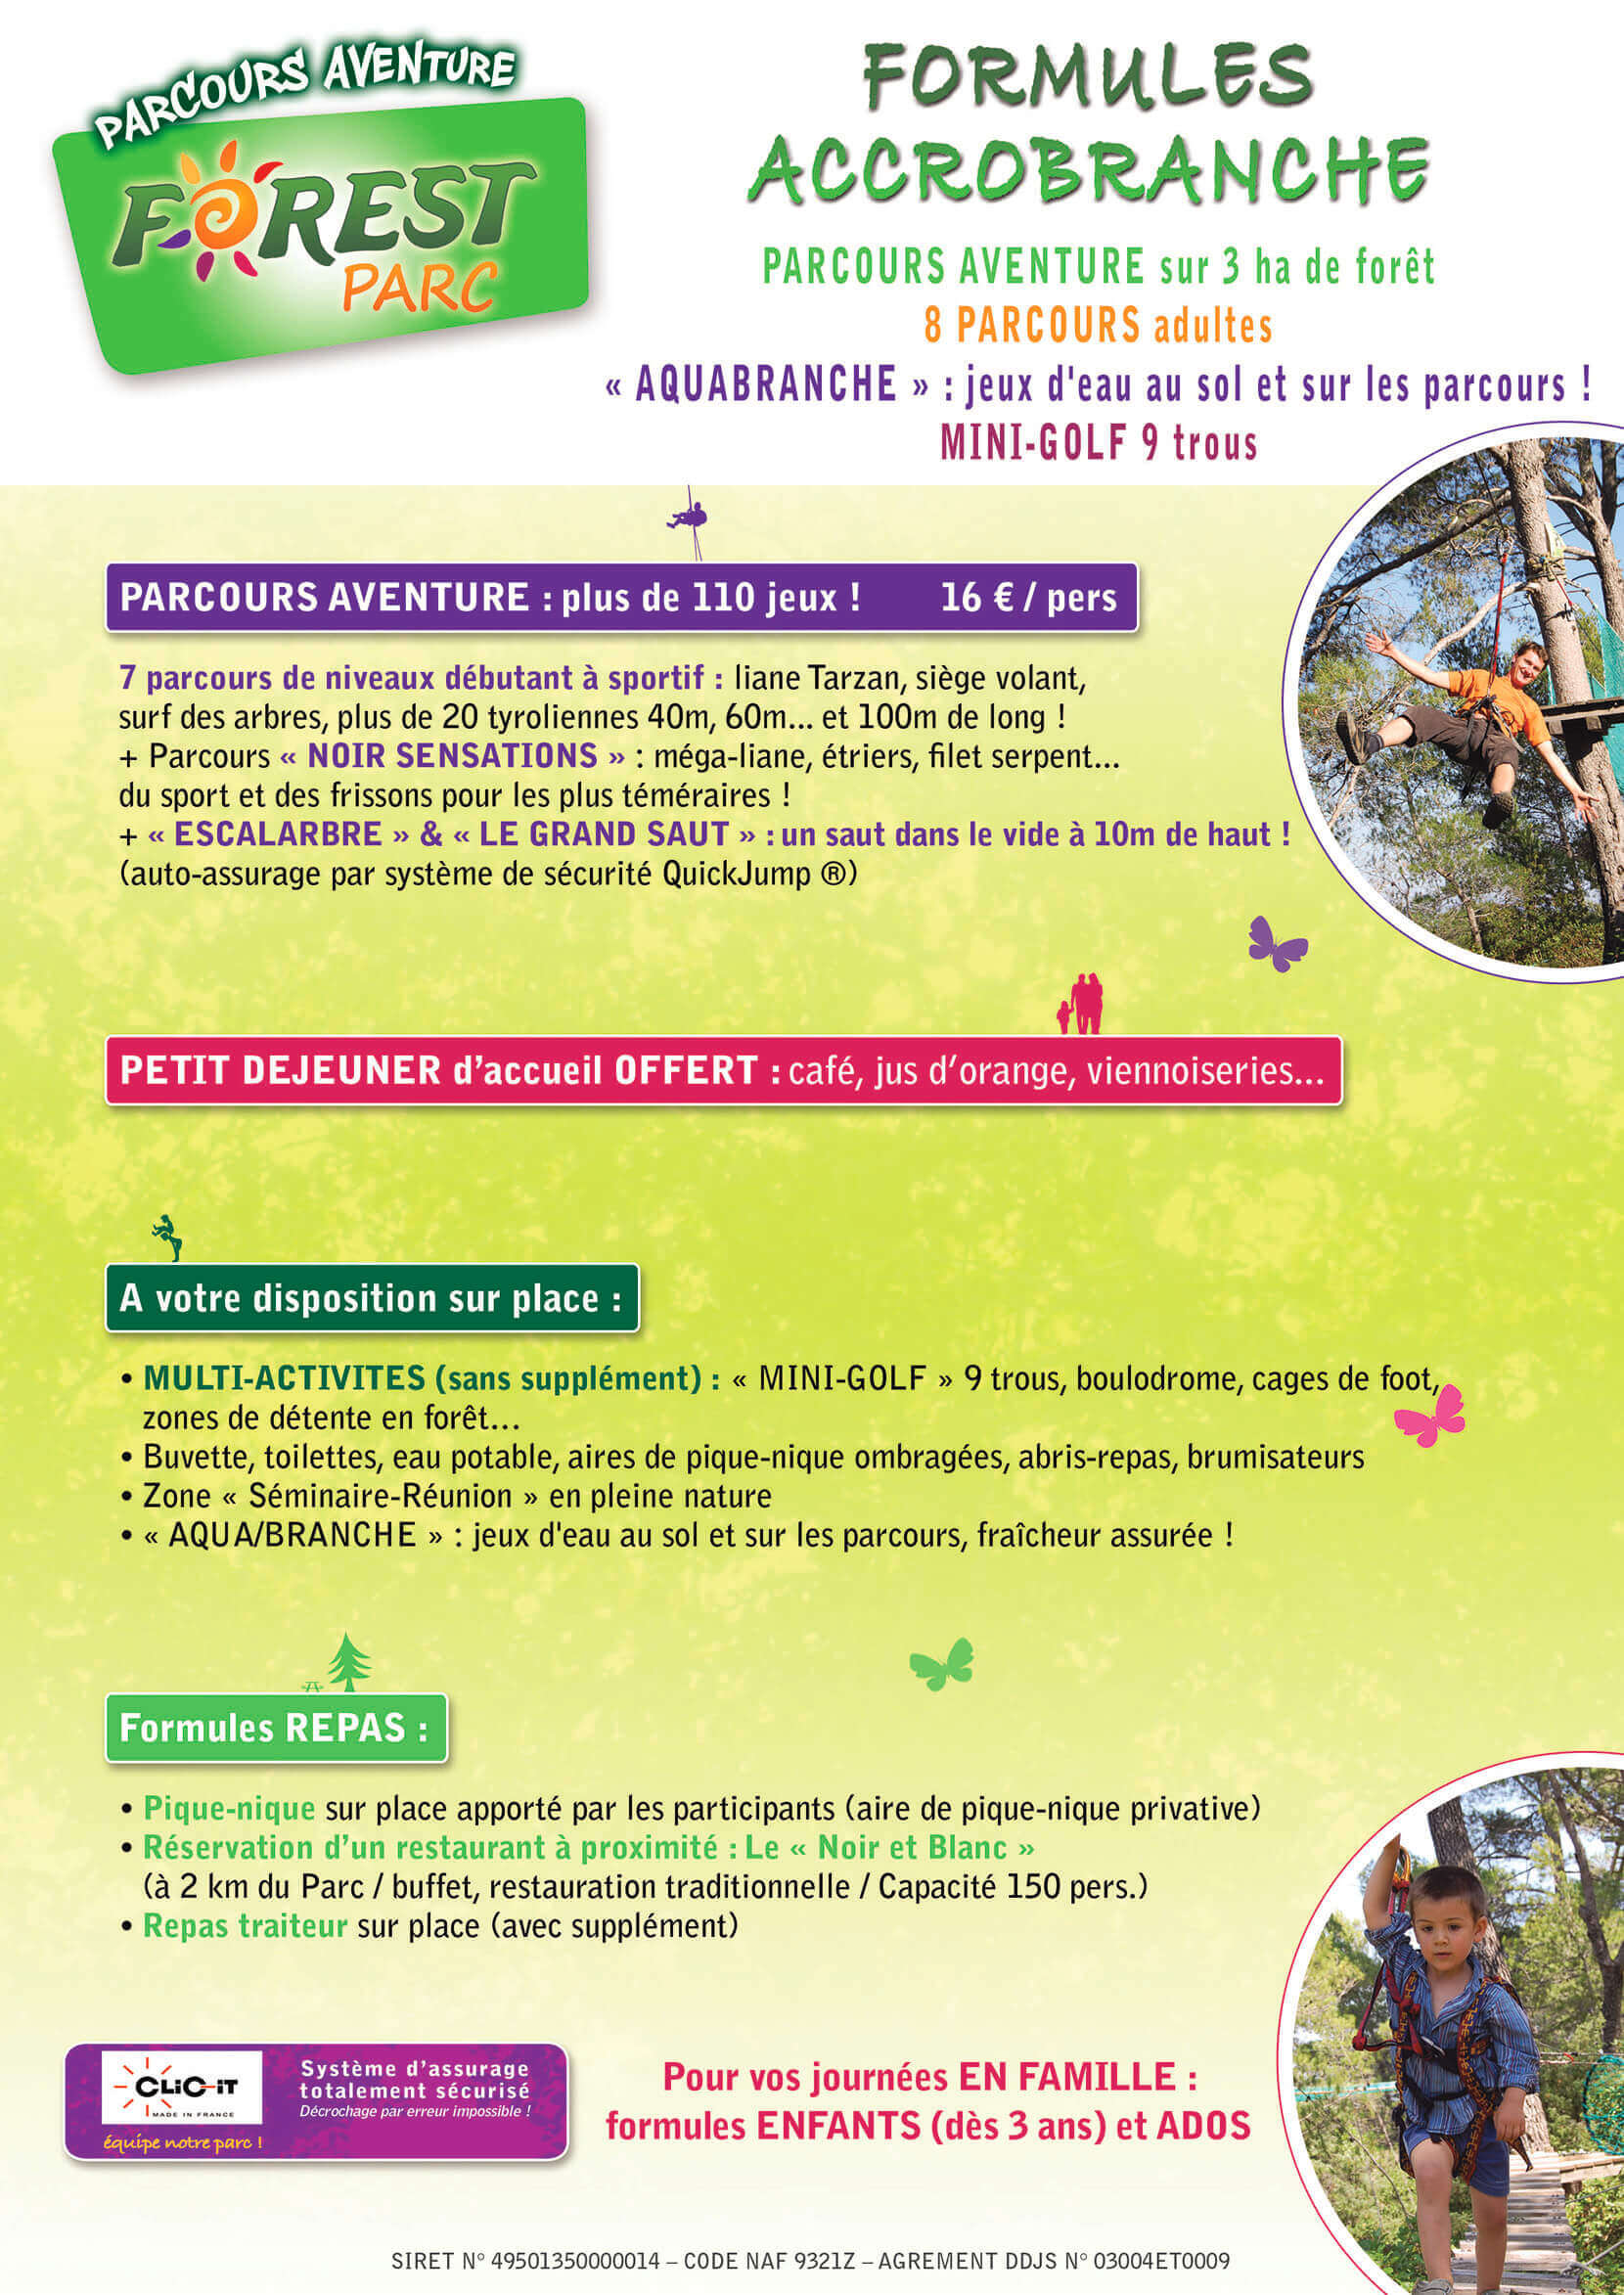 PARCOURS AVENTURE
FOREST
PARC
FORMULES
ACCROBRANCHE
PARCOURS AVENTURE sur 3 ha de forêt
8 PARCOURS adultes
« AQUABRANCHE » : jeux d'eau au sol et sur les parcours !
MINI-GOLF 9 trous
PARCOURS AVENTURE : plus de 110 jeux ! 16 € / pers
7 parcours de niveaux débutant à sportif : liane Tarzan, siège volant,
surf des arbres, plus de 20 tyroliennes 40m, 60m... et 100m de long !
+ Parcours « NOIR SENSATIONS » : méga-liane, étriers, filet serpent...
du sport et des frissons pour les plus téméraires !
+ « ESCALARBRE » & « LE GRAND SAUT » : un saut dans le vide à 10m de haut !
(auto-assurage par système de sécurité QuickJump ®)
PETIT DEJEUNER d’accueil OFFERT : café, jus d’orange, viennoiseries...
A votre disposition sur place :
• MULTI-ACTIVITES (sans supplément) : « MINI-GOLF » 9 trous, boulodrome, cages de foot,
zones de détente en forêt...
• Buvette, toilettes, eau potable, aires de pique-nique ombragées, abris-repas, brumisateurs
• Zone « Séminaire-Réunion » en pleine nature
• « AQUA/BRANCHE » : jeux d'eau au sol et sur les parcours, fraîcheur assurée !
Formules REPAS :
• Pique-nique sur place apporté par les participants (aire de pique-nique privative)
• Réservation d’un restaurant à proximité : Le « Noir et Blanc »
(à 2 km du Parc / buffet, restauration traditionnelle / Capacité 150 pers.)
• Repas traiteur sur place (avec supplément)
CLiC-iT
MADE IN FRANCE
équipe notre parc !
Système d’assurage
totalement sécurisé
Décrochage par erreur impossible !
Pour vos journées EN FAMILLE :
formules ENFANTS (dès 3 ans) et ADOS
SIRET N° 49501350000014 – CODE NAF 9321Z – AGREMENT DDJS N° 03004ET0009